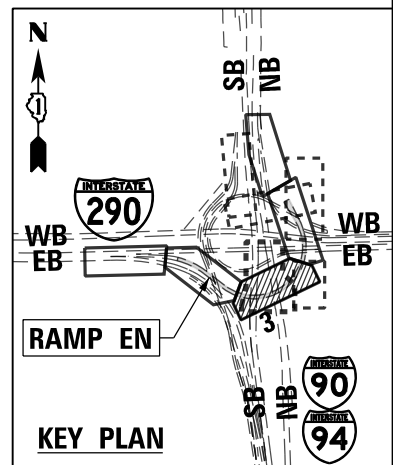 N
1
SB
NB
INTERSTATE
290
WB
EB
WB
EB
RAMP EN
3
SB
NB
INTERSTATE
90
INTERSTATE
94
KEY PLAN